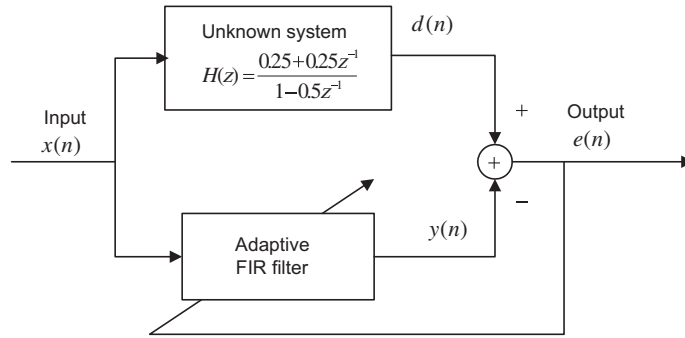 Unknown system
H(z) = 0.25+0.25z⁻¹
1−0.5z⁻¹
d(n)
Input
x(n)
+
Output
e(n)
+
−
Adaptive
FIR filter
y(n)